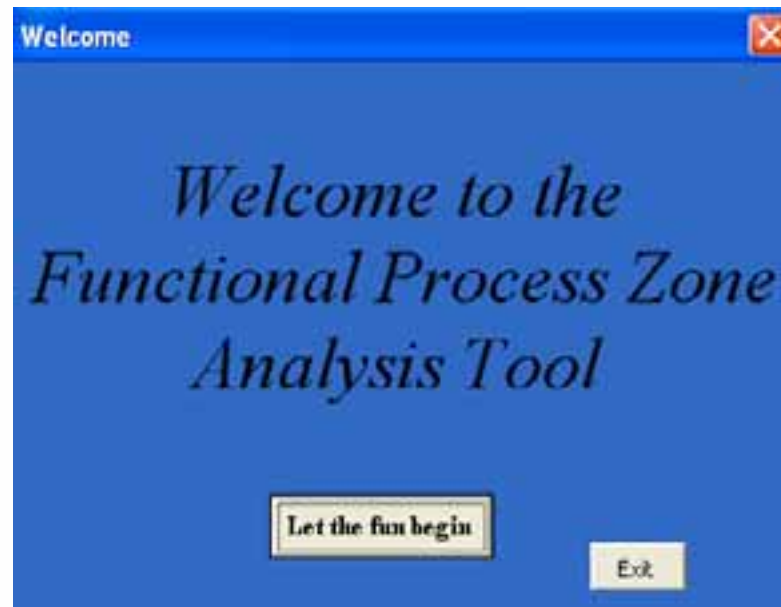 Welcome
Welcome to the
Functional Process Zone
Analysis Tool
Let the fun begin
Exit